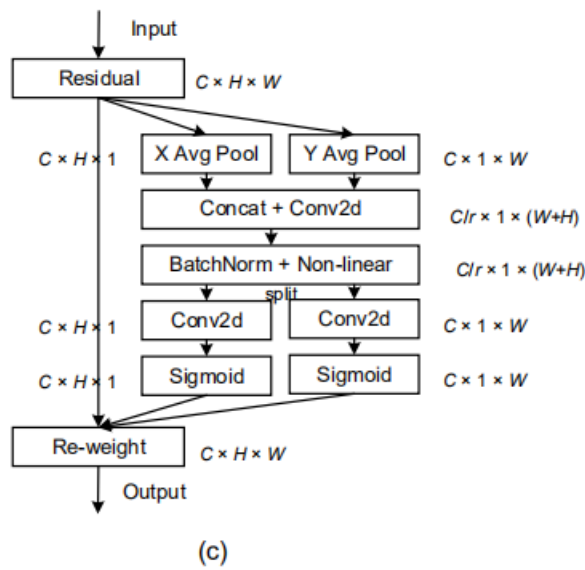 Input
Residual
C × H × W
C × H × 1
X Avg Pool
Y Avg Pool
C × 1 × W
Concat + Conv2d
C/r × 1 × (W+H)
BatchNorm + Non-linear
C/r × 1 × (W+H)
split
C × H × 1
Conv2d
Conv2d
C × 1 × W
C × H × 1
Sigmoid
Sigmoid
C × 1 × W
Re-weight
C × H × W
Output
(c)